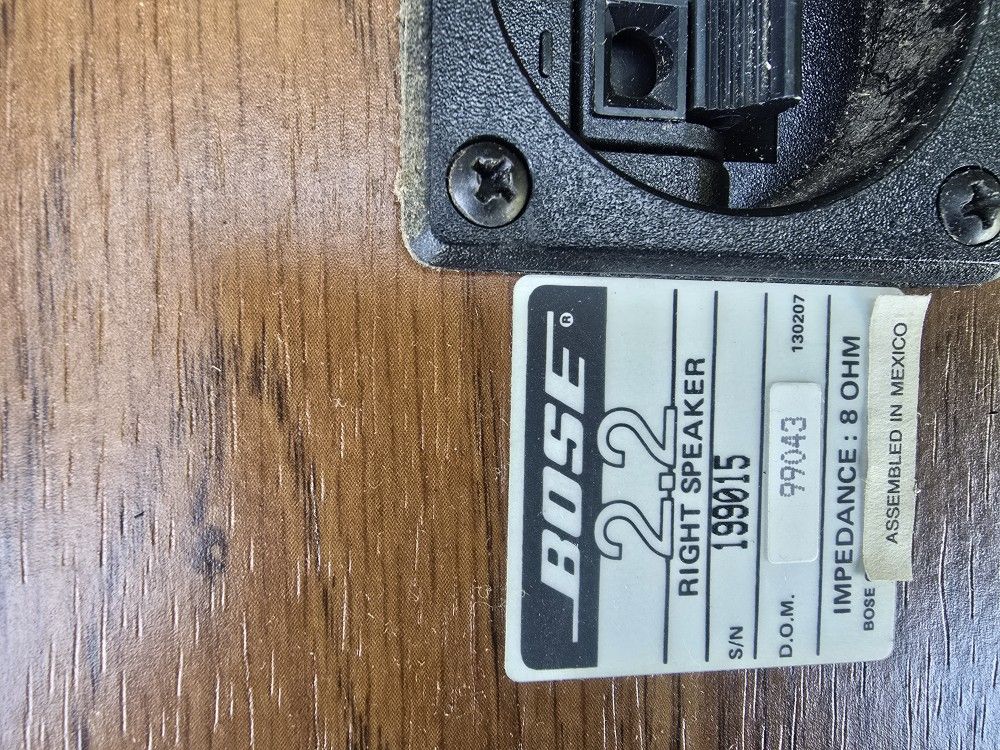 BOSE®
2.2
RIGHT SPEAKER
S/N 199015
D.O.M. 99043 130207
IMPEDANCE: 8 OHM
BOSE
ASSEMBLED IN MEXICO